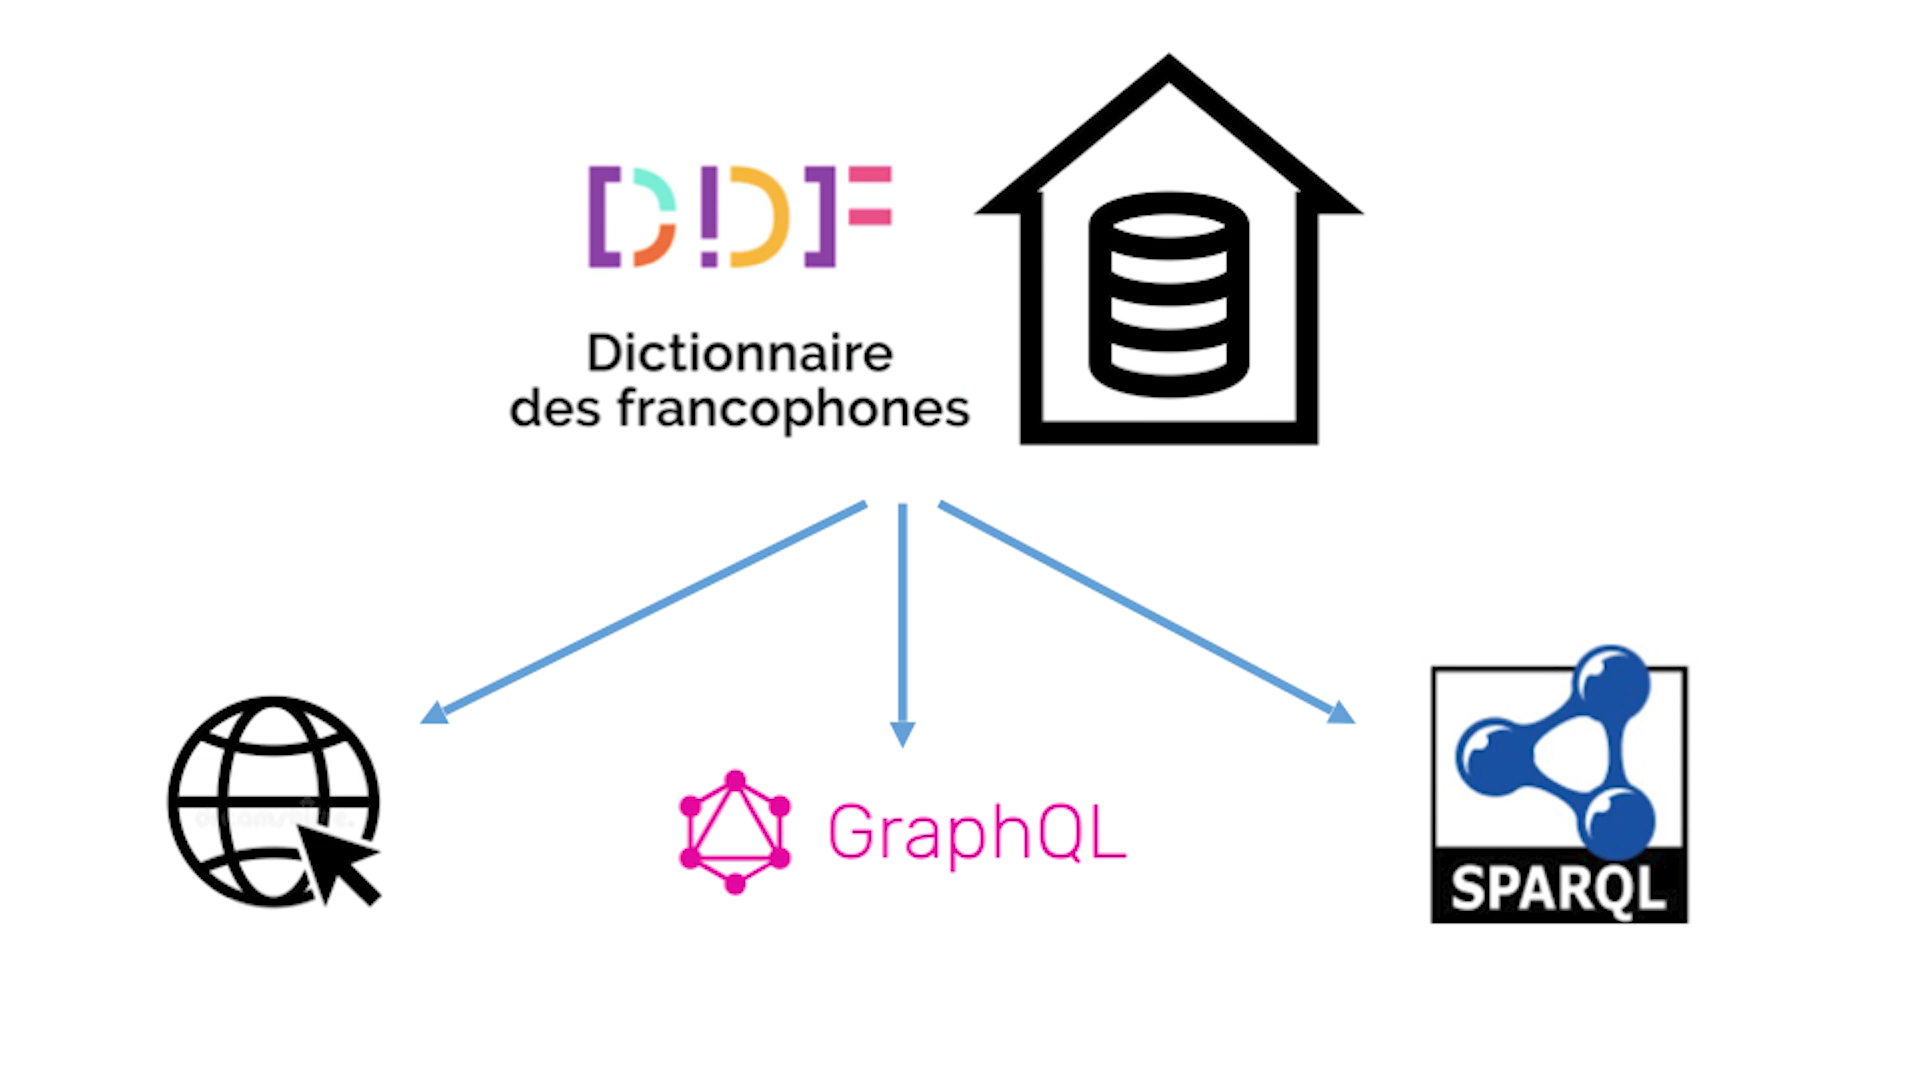 DDF
Dictionnaire
des francophones
GraphQL
SPARQL